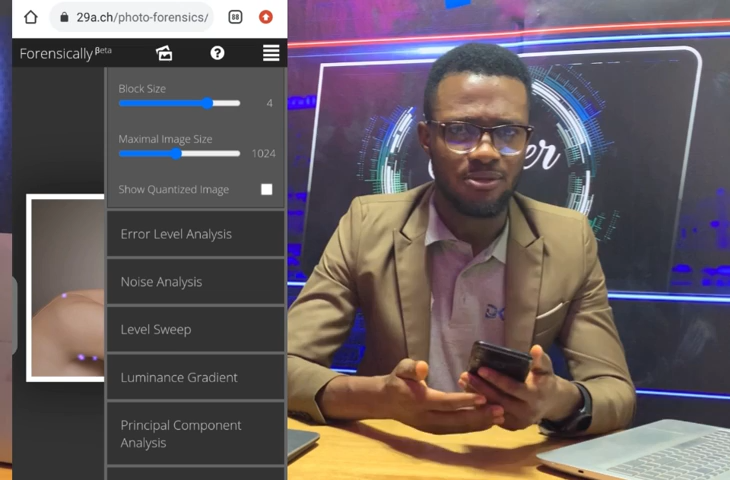 29a.ch/photo-forensics/
88
Forensically βeta
?
Block Size
4
Maximal Image Size
1024
Show Quantized Image
Error Level Analysis
Noise Analysis
Level Sweep
Luminance Gradient
Principal Component
Analysis